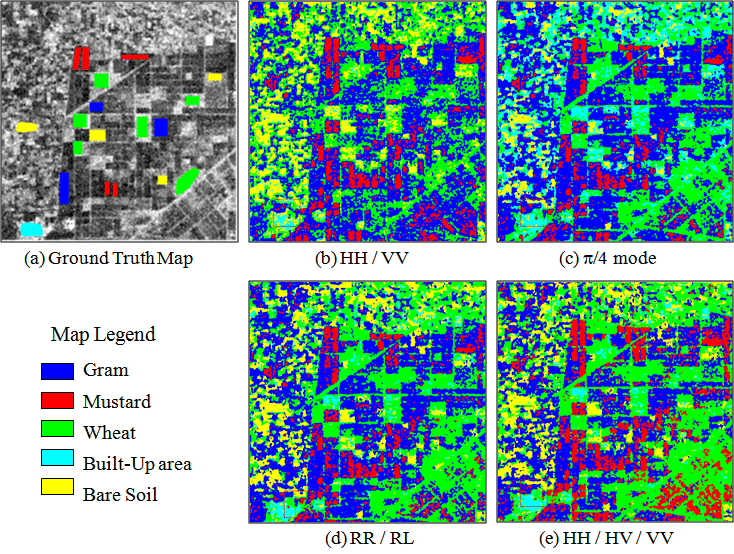 (a) Ground Truth Map
(b) HH / VV
(c) π/4 mode
Map Legend
Gram
Mustard
Wheat
Built-Up area
Bare Soil
(d) RR / RL
(e) HH / HV / VV